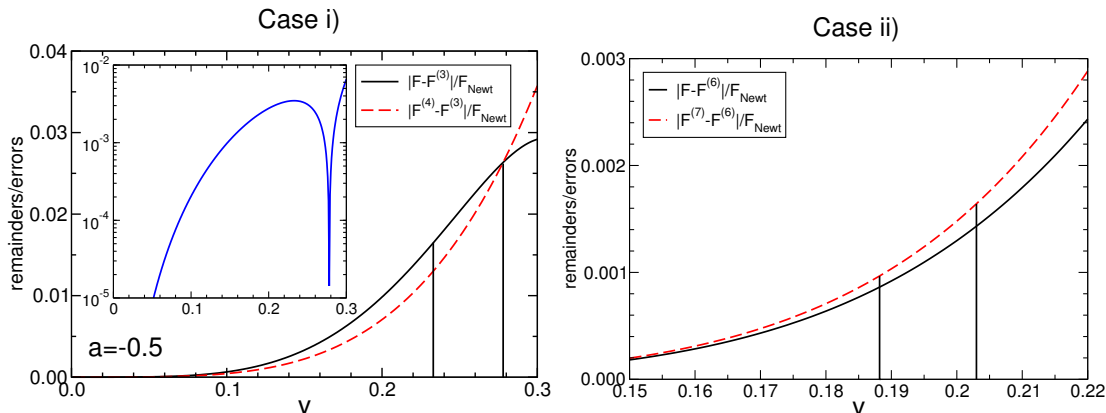 Case i)
remainders/errors
0.04
0.03
0.02
0.01
0.00
10^-2
10^-3
10^-4
10^-5
0
0.1
0.2
0.3
|F-F^(3)|/F_Newt
|F^(4)-F^(3)|/F_Newt
a=-0.5
0.0
0.1
0.2
0.3
v
Case ii)
remainders/errors
0.003
0.002
0.001
0.000
|F-F^(6)|/F_Newt
|F^(7)-F^(6)|/F_Newt
0.15
0.16
0.17
0.18
0.19
0.20
0.21
0.22
v